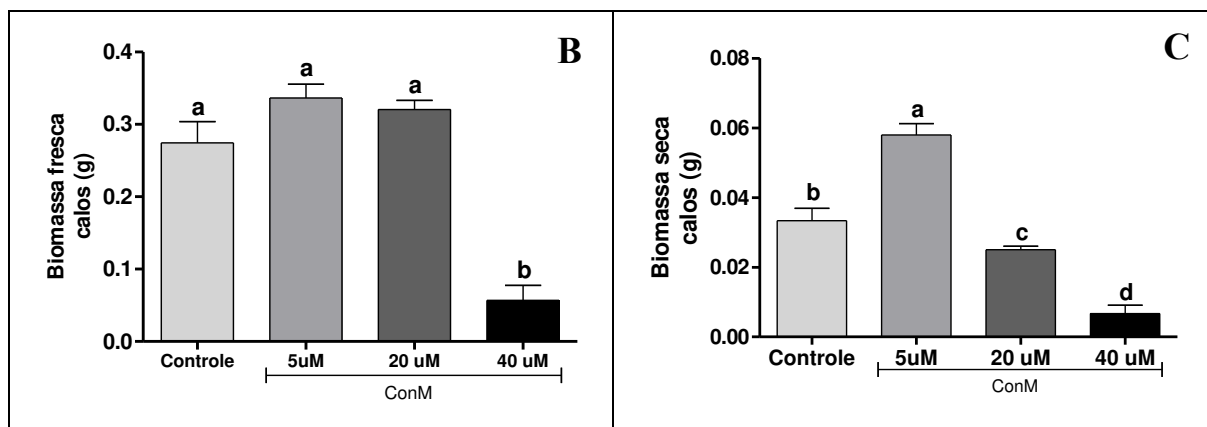 B
Biomassa fresca
calos (g)
0.4
0.3
0.2
0.1
0.0
a
a
a
b
Controle
5uM
20 uM
40 uM
ConM
C
Biomassa seca
calos (g)
0.08
0.06
0.04
0.02
0.00
b
a
c
d
Controle
5uM
20 uM
40 uM
ConM